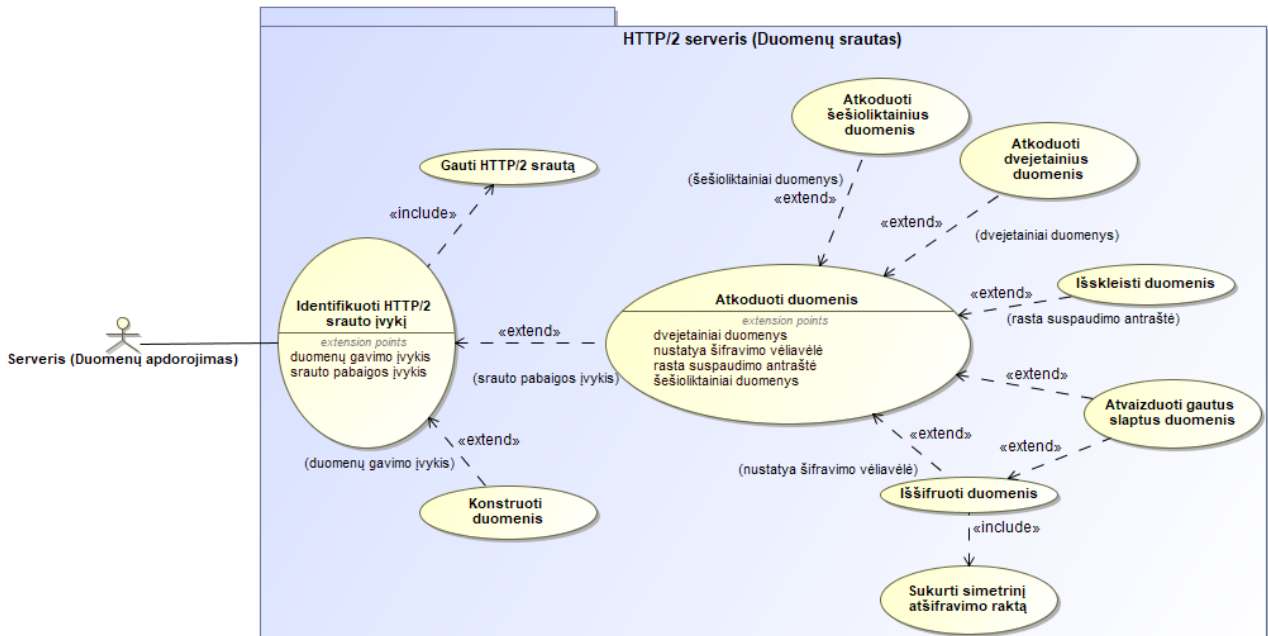 HTTP/2 serveris (Duomenų srautas)
Atkoduoti
šešioliktainius
duomenis
Atkoduoti
dvejetainius
duomenis
Gauti HTTP/2 srautą
(šešioliktainiai duomenys)
«extend»
«include»
«extend»
(dvejetainiai duomenys)
Identifikuoti HTTP/2
srauto įvykį
extension points
duomenų gavimo įvykis
srauto pabaigos įvykis
Serveris (Duomenų apdorojimas)
«extend»
(srauto pabaigos įvykis)
Atkoduoti duomenis
extension points
dvejetainiai duomenys
nustatya šifravimo vėliavėlė
rasta suspaudimo antraštė
šešioliktainiai duomenys
Išskleisti duomenis
«extend»
(rasta suspaudimo antraštė)
«extend»
Atvaizduoti gautus
slaptus duomenis
«extend»
(duomenų gavimo įvykis)
«extend»
«extend»
(nustatya šifravimo vėliavėlė)
Konstruoti
duomenis
Iššifruoti duomenis
«include»
Sukurti simetrinį
atšifravimo raktą